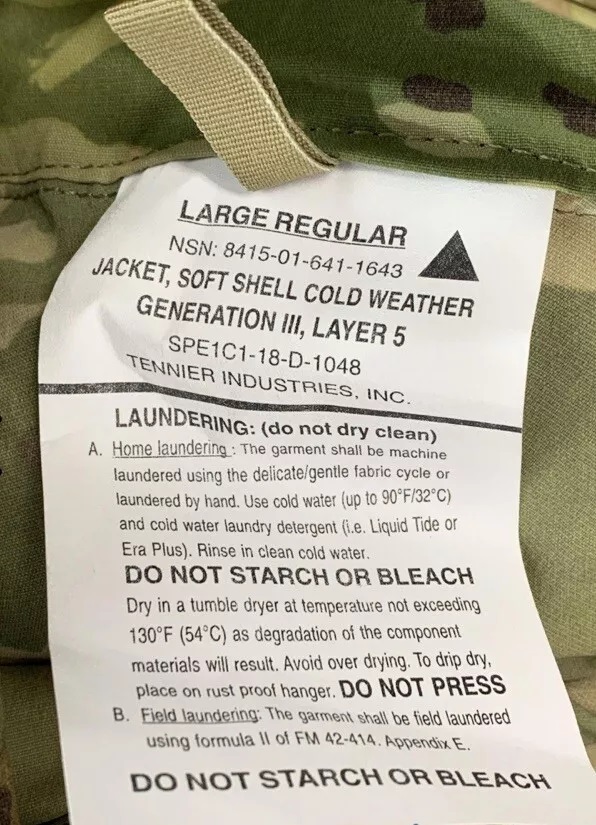 LARGE REGULAR
NSN: 8415-01-641-1643
JACKET, SOFT SHELL COLD WEATHER
GENERATION III, LAYER 5
SPE1C1-18-D-1048
TENNIER INDUSTRIES, INC.
LAUNDERING: (do not dry clean)
A. Home laundering : The garment shall be machine
laundered using the delicate/gentle fabric cycle or
laundered by hand. Use cold water (up to 90°F/32°C)
and cold water laundry detergent (i.e. Liquid Tide or
Era Plus). Rinse in clean cold water.
DO NOT STARCH OR BLEACH
Dry in a tumble dryer at temperature not exceeding
130°F (54°C) as degradation of the component
materials will result. Avoid over drying. To drip dry,
place on rust proof hanger. DO NOT PRESS
B. Field laundering: The garment shall be field laundered
using formula II of FM 42-414. Appendix E.
DO NOT STARCH OR BLEACH